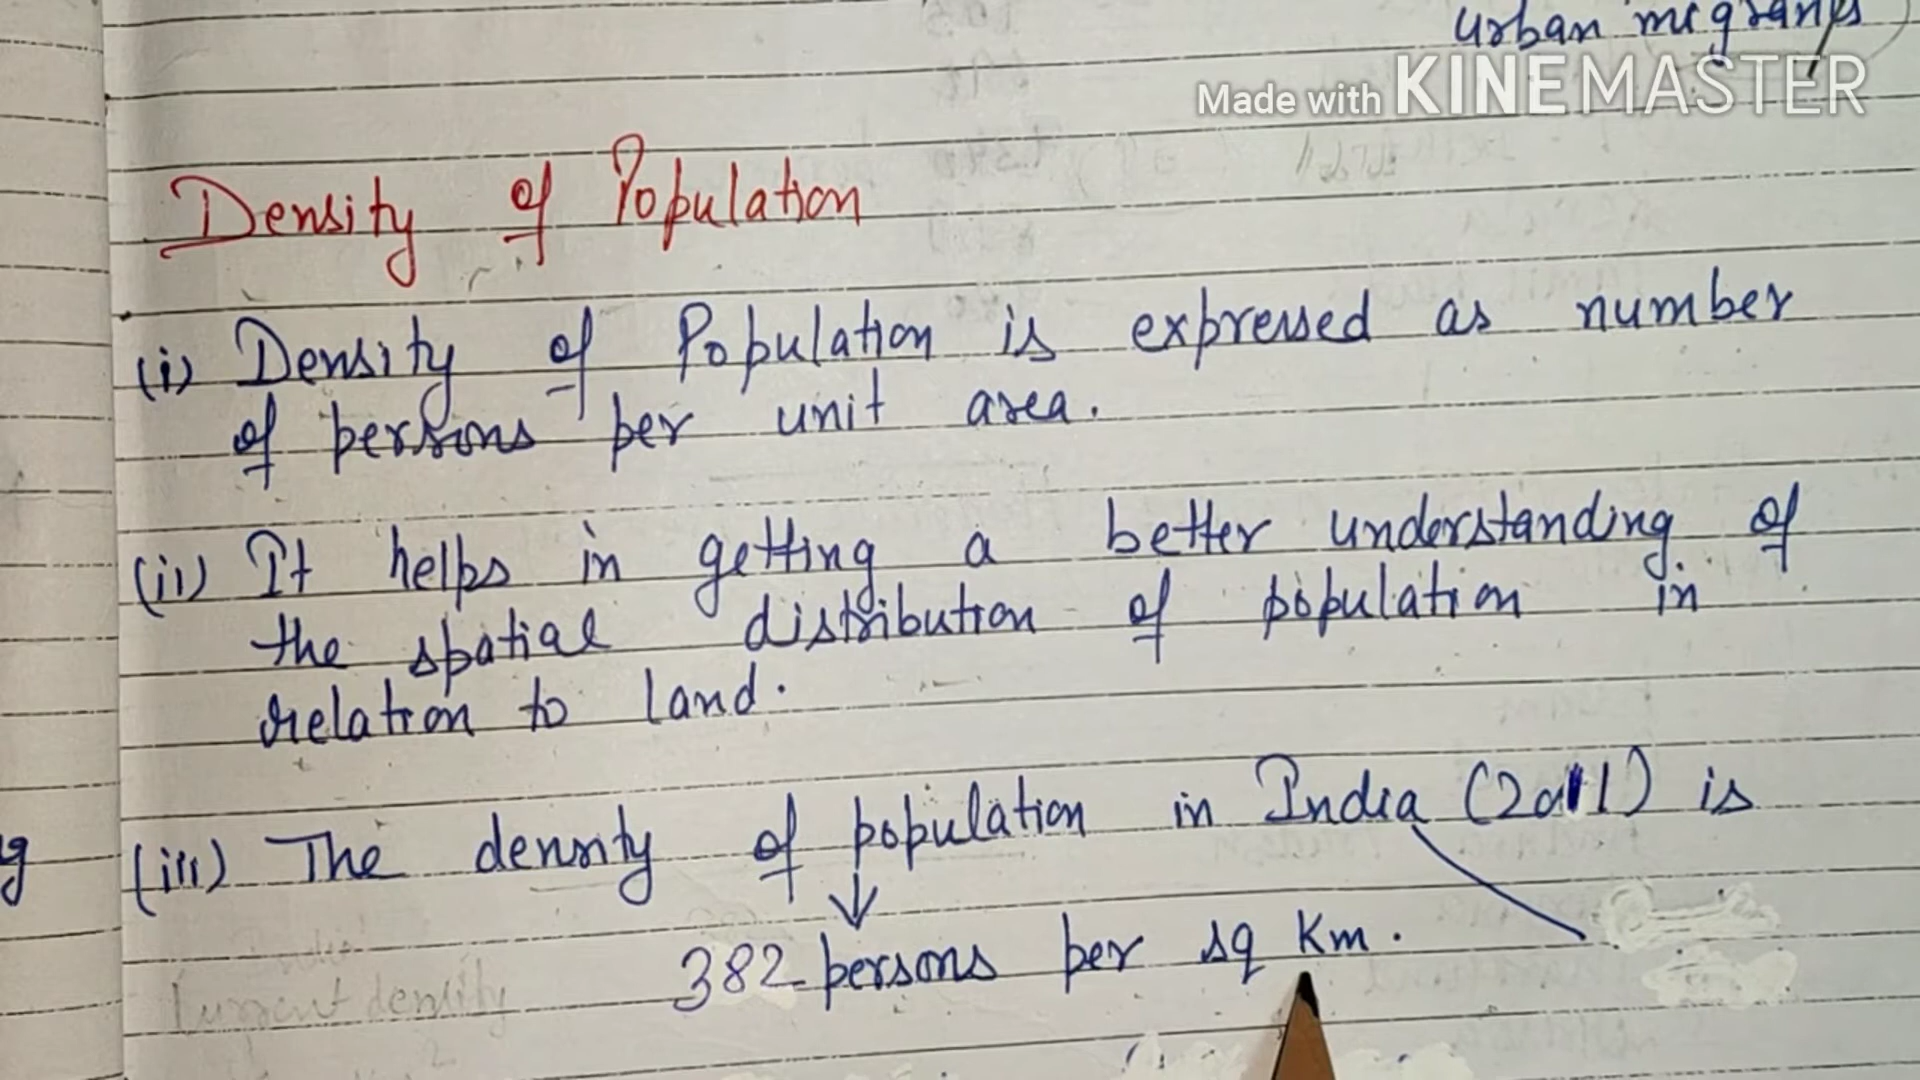 urban migrants
Made with KINEMASTER
Density of Population
(i) Density of Population is expressed as number
of persons per unit area.
(ii) It helps in getting a better understanding of
the spatial distribution of population in
relation to land.
(iii) The density of population in India (2011) is
382 persons per sq Km.
Current density